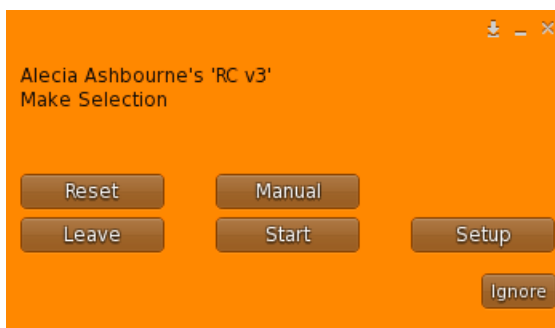 Alecia Ashbourne's 'RC v3'
Make Selection
Reset Manual
Leave Start Setup
Ignore